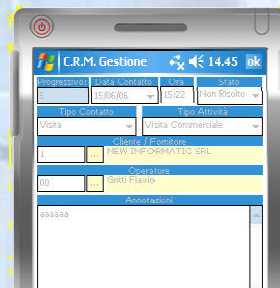 C.R.M. Gestione 14.45 ok
Progressivo: Data Contatto Ora Stato
15/06/06 15:22 Non Risolto
Tipo Contatto Tipo Attività
Visita Visita Commerciale
Cliente / Fornitore
1 ... NEW INFORMATIC SRL
Operatore
00 ... Gritti Flavio
Annotazioni
aaaaaa